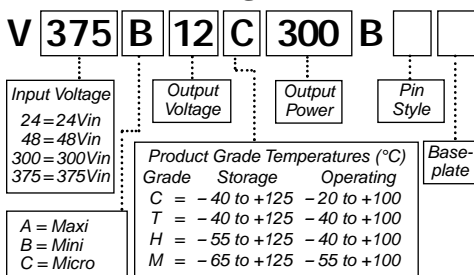 V 375 B 12 C 300 B
Input Voltage
24 = 24Vin
48 = 48Vin
300 = 300Vin
375 = 375Vin
Output
Voltage
Output
Power
Pin
Style
Base-
plate
A = Maxi
B = Mini
C = Micro
Product Grade Temperatures (°C)
Grade Storage Operating
C = – 40 to +125 – 20 to +100
T = – 40 to +125 – 40 to +100
H = – 55 to +125 – 40 to +100
M = – 65 to +125 – 55 to +100